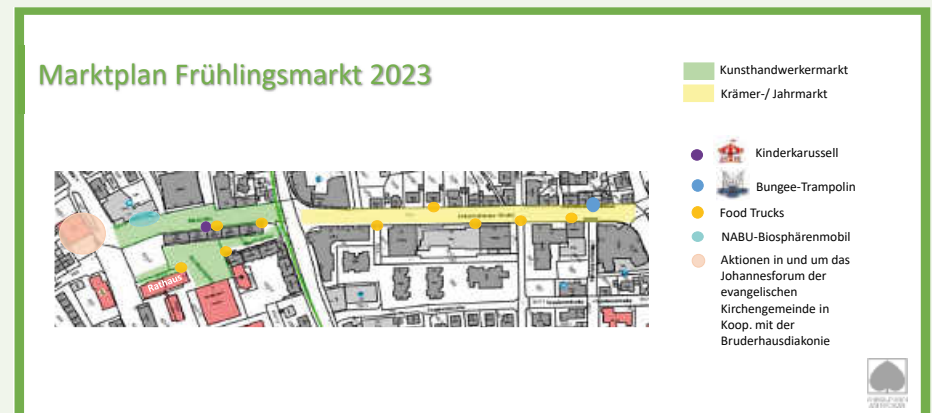 Marktplan Frühlingsmarkt 2023
Kunsthandwerkermarkt
Krämer-/ Jahrmarkt
Kinderkarussell
Bungee-Trampolin
Food Trucks
NABU-Biosphärenmobil
Aktionen in und um das
Johannesforum der
evangelischen
Kirchengemeinde in
Koop. mit der
Bruderhausdiakonie
Rathaus